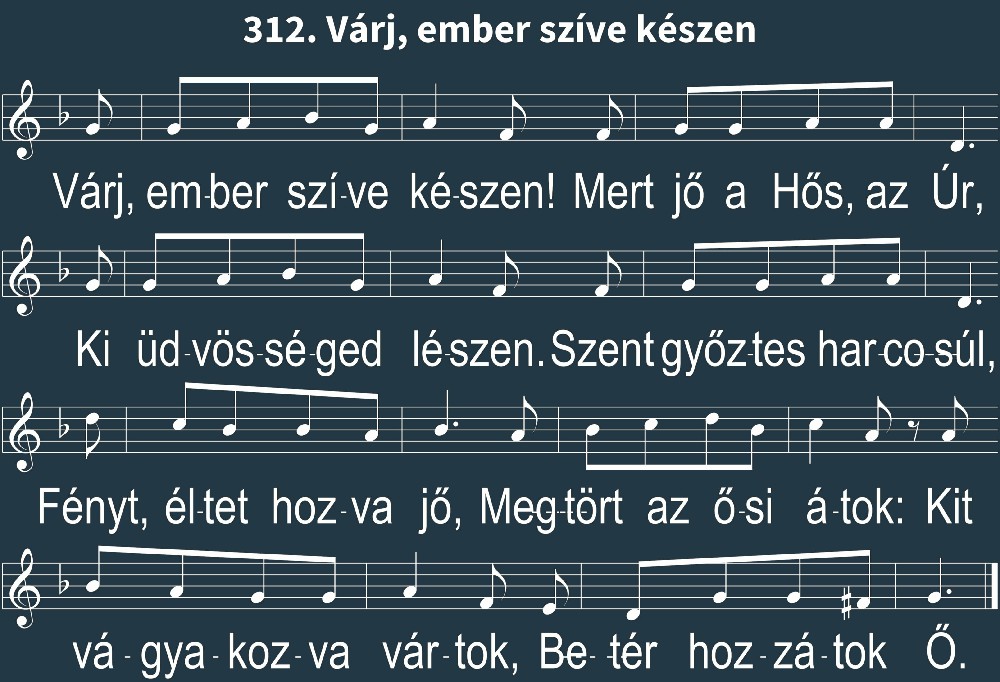 312. Várj, ember szíve készen
Várj, em-ber szí-ve ké-szen! Mert jő a Hős, az Úr,
Ki üd-vös-sé-ged lé-szen. Szent győz-tes har-co-súl,
Fényt, él-tet hoz-va jő, Meg-tört az ő-si á-tok: Kit
vá-gya-koz-va vár-tok, Be-tér hoz-zá-tok Ő.